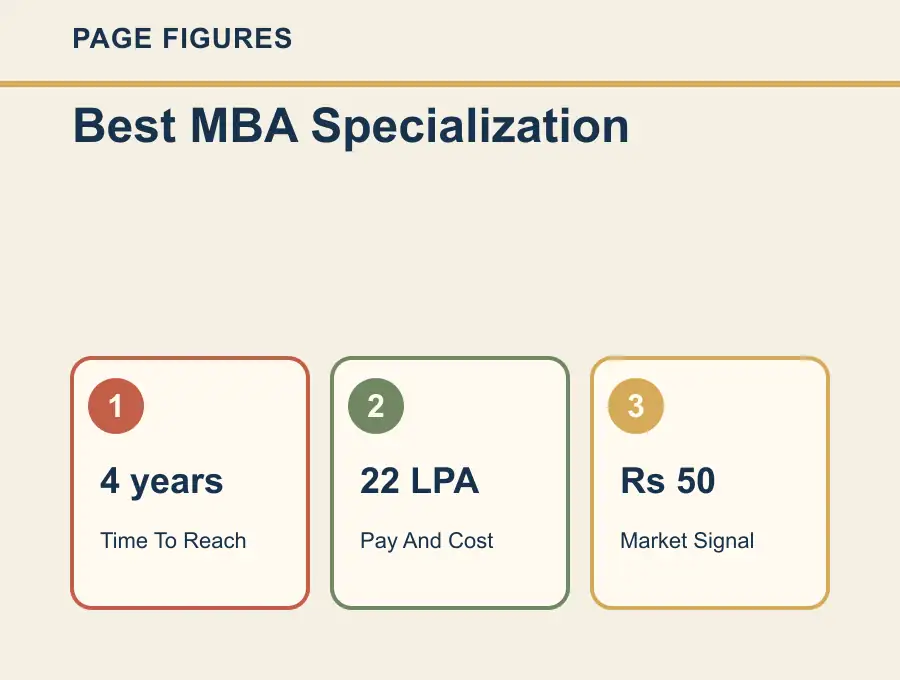 PAGE FIGURES
Best MBA Specialization
1
4 years
Time To Reach
2
22 LPA
Pay And Cost
3
Rs 50
Market Signal